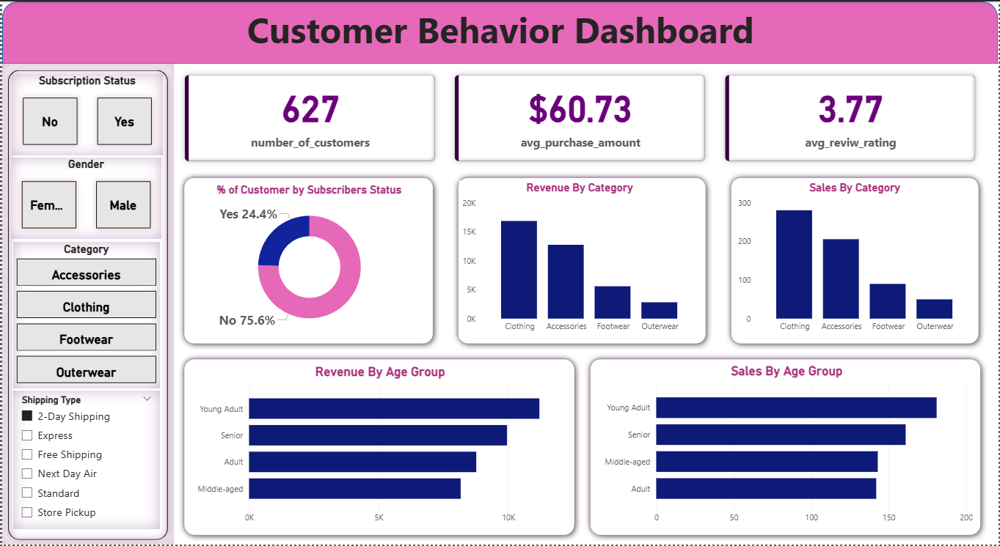 Customer Behavior Dashboard
Subscription Status
No
Yes
Gender
Fem...
Male
Category
Accessories
Clothing
Footwear
Outerwear
Shipping Type
2-Day Shipping
Express
Free Shipping
Next Day Air
Standard
Store Pickup
627
number_of_customers
$60.73
avg_purchase_amount
3.77
avg_reviw_rating
% of Customer by Subscribers Status
Yes 24.4%
No 75.6%
Revenue By Category
20K
15K
10K
5K
0K
Clothing Accessories Footwear Outerwear
Sales By Category
300
200
100
0
Clothing Accessories Footwear Outerwear
Revenue By Age Group
Young Adult
Senior
Adult
Middle-aged
0K 5K 10K
Sales By Age Group
Young Adult
Senior
Middle-aged
Adult
0 50 100 150 200